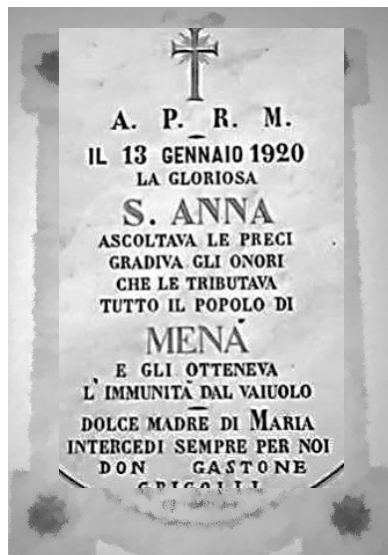 A. P. R. M.
IL 13 GENNAIO 1920
LA GLORIOSA
S. ANNA
ASCOLTAVA LE PRECI
GRADIVA GLI ONORI
CHE LE TRIBUTAVA
TUTTO IL POPOLO DI
MENÁ
E GLI OTTENEVA
L'IMMUNITÀ DAL VAIUOLO
DOLCE MADRE DI MARIA
INTERCEDI SEMPRE PER NOI
DON GASTONE